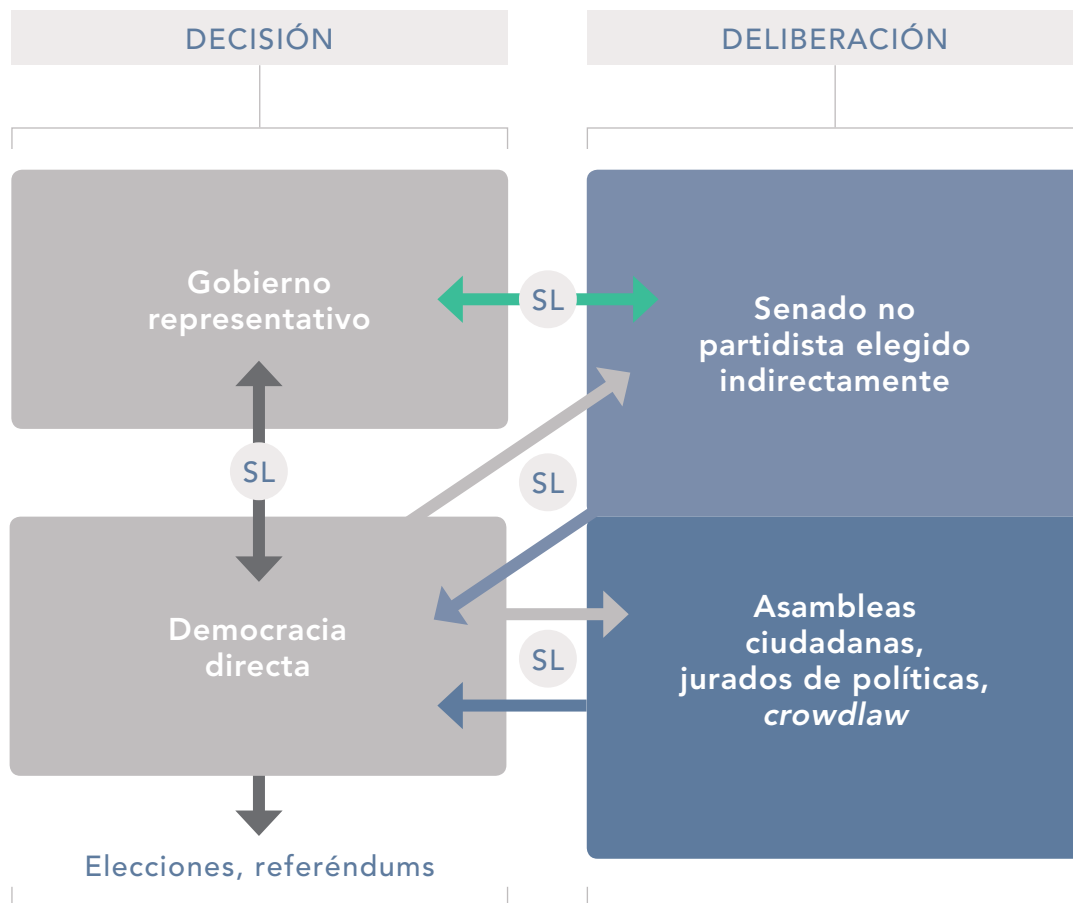 DECISIÓN
DELIBERACIÓN
Gobierno
representativo
SL
Senado no
partidista elegido
indirectamente
SL
SL
Democracia
directa
SL
Asambleas
ciudadanas,
jurados de políticas,
crowdlaw
Elecciones, referéndums